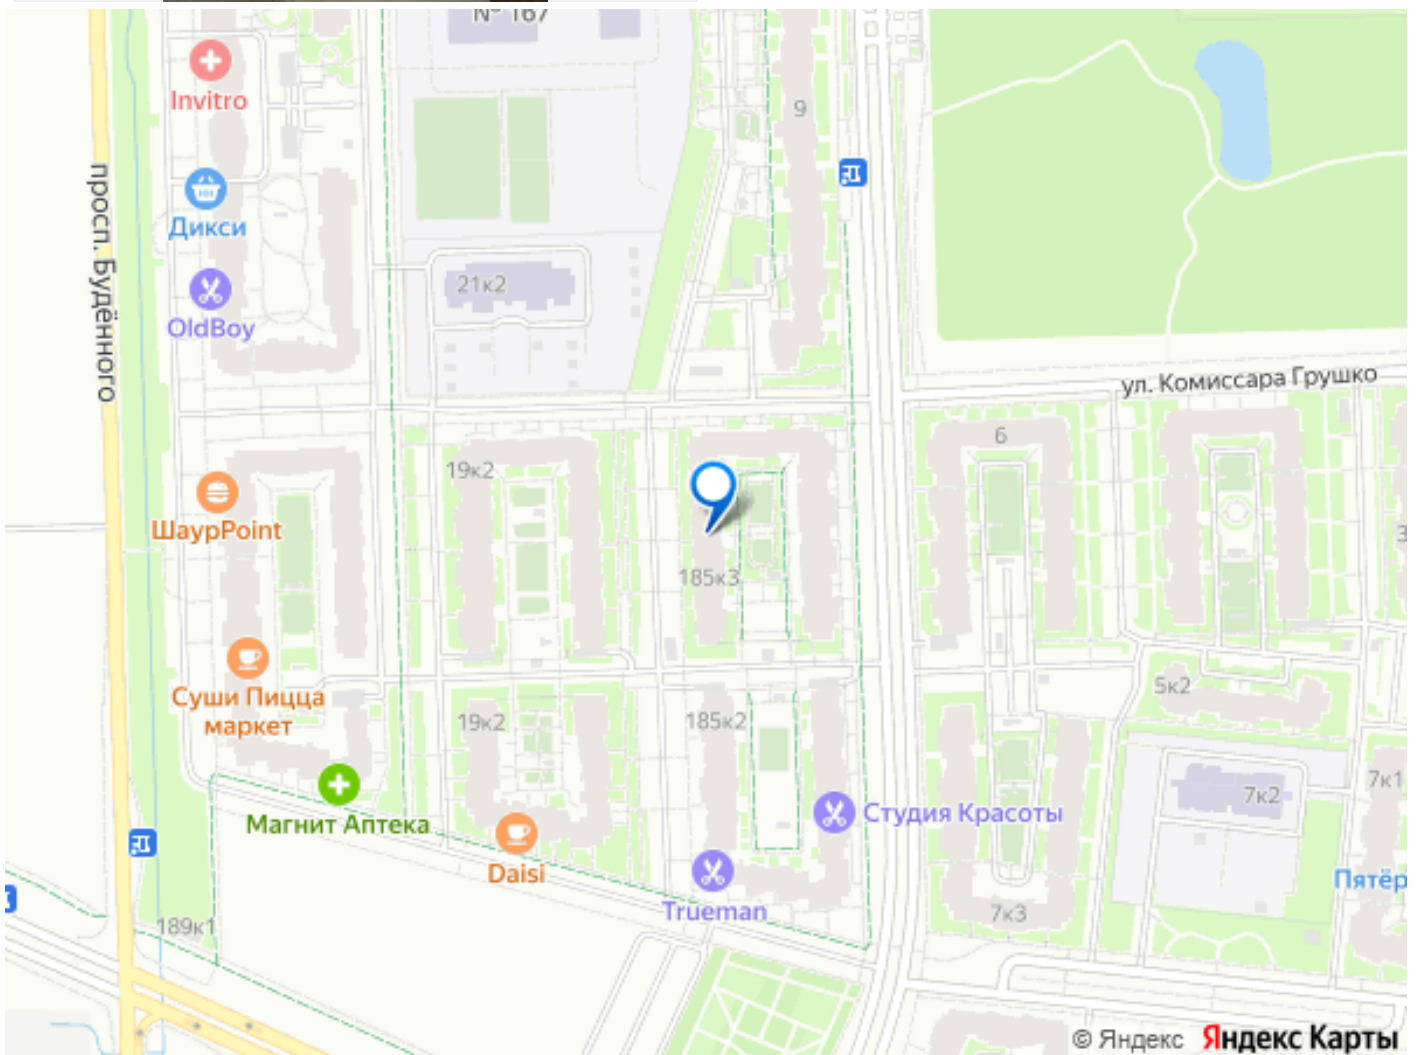 № 167
Invitro
9
просп. Будённого
Дикси
21к2
OldBoy
ул. Комиссара Грушко
6
19к2
ШаурPoint
185к3
Суши Пицца
маркет
5к2
19к2
185к2
7к1
7к2
Магнит Аптека
Студия Красоты
Daisi
Trueman
Пятёр
7к3
189к1
© Яндекс Яндекс Карты